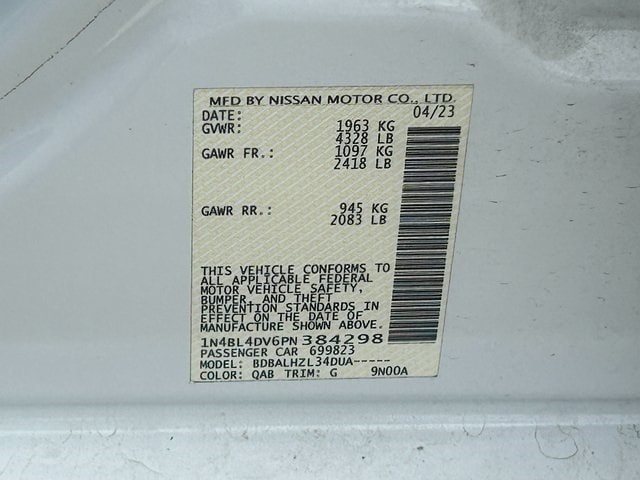 MFD BY NISSAN MOTOR CO., LTD.
DATE: 04/23
GVWR: 1963 KG
4328 LB
GAWR FR.: 1097 KG
2418 LB
GAWR RR.: 945 KG
2083 LB
THIS VEHICLE CONFORMS TO
ALL APPLICABLE FEDERAL
MOTOR VEHICLE SAFETY,
BUMPER, AND THEFT
PREVENTION STANDARDS IN
EFFECT ON THE DATE OF
MANUFACTURE SHOWN ABOVE.
1N4BL4DV6PN384298
PASSENGER CAR 699823
MODEL: BDBALHZL34DUA-----
COLOR: QAB TRIM: G 9N00A